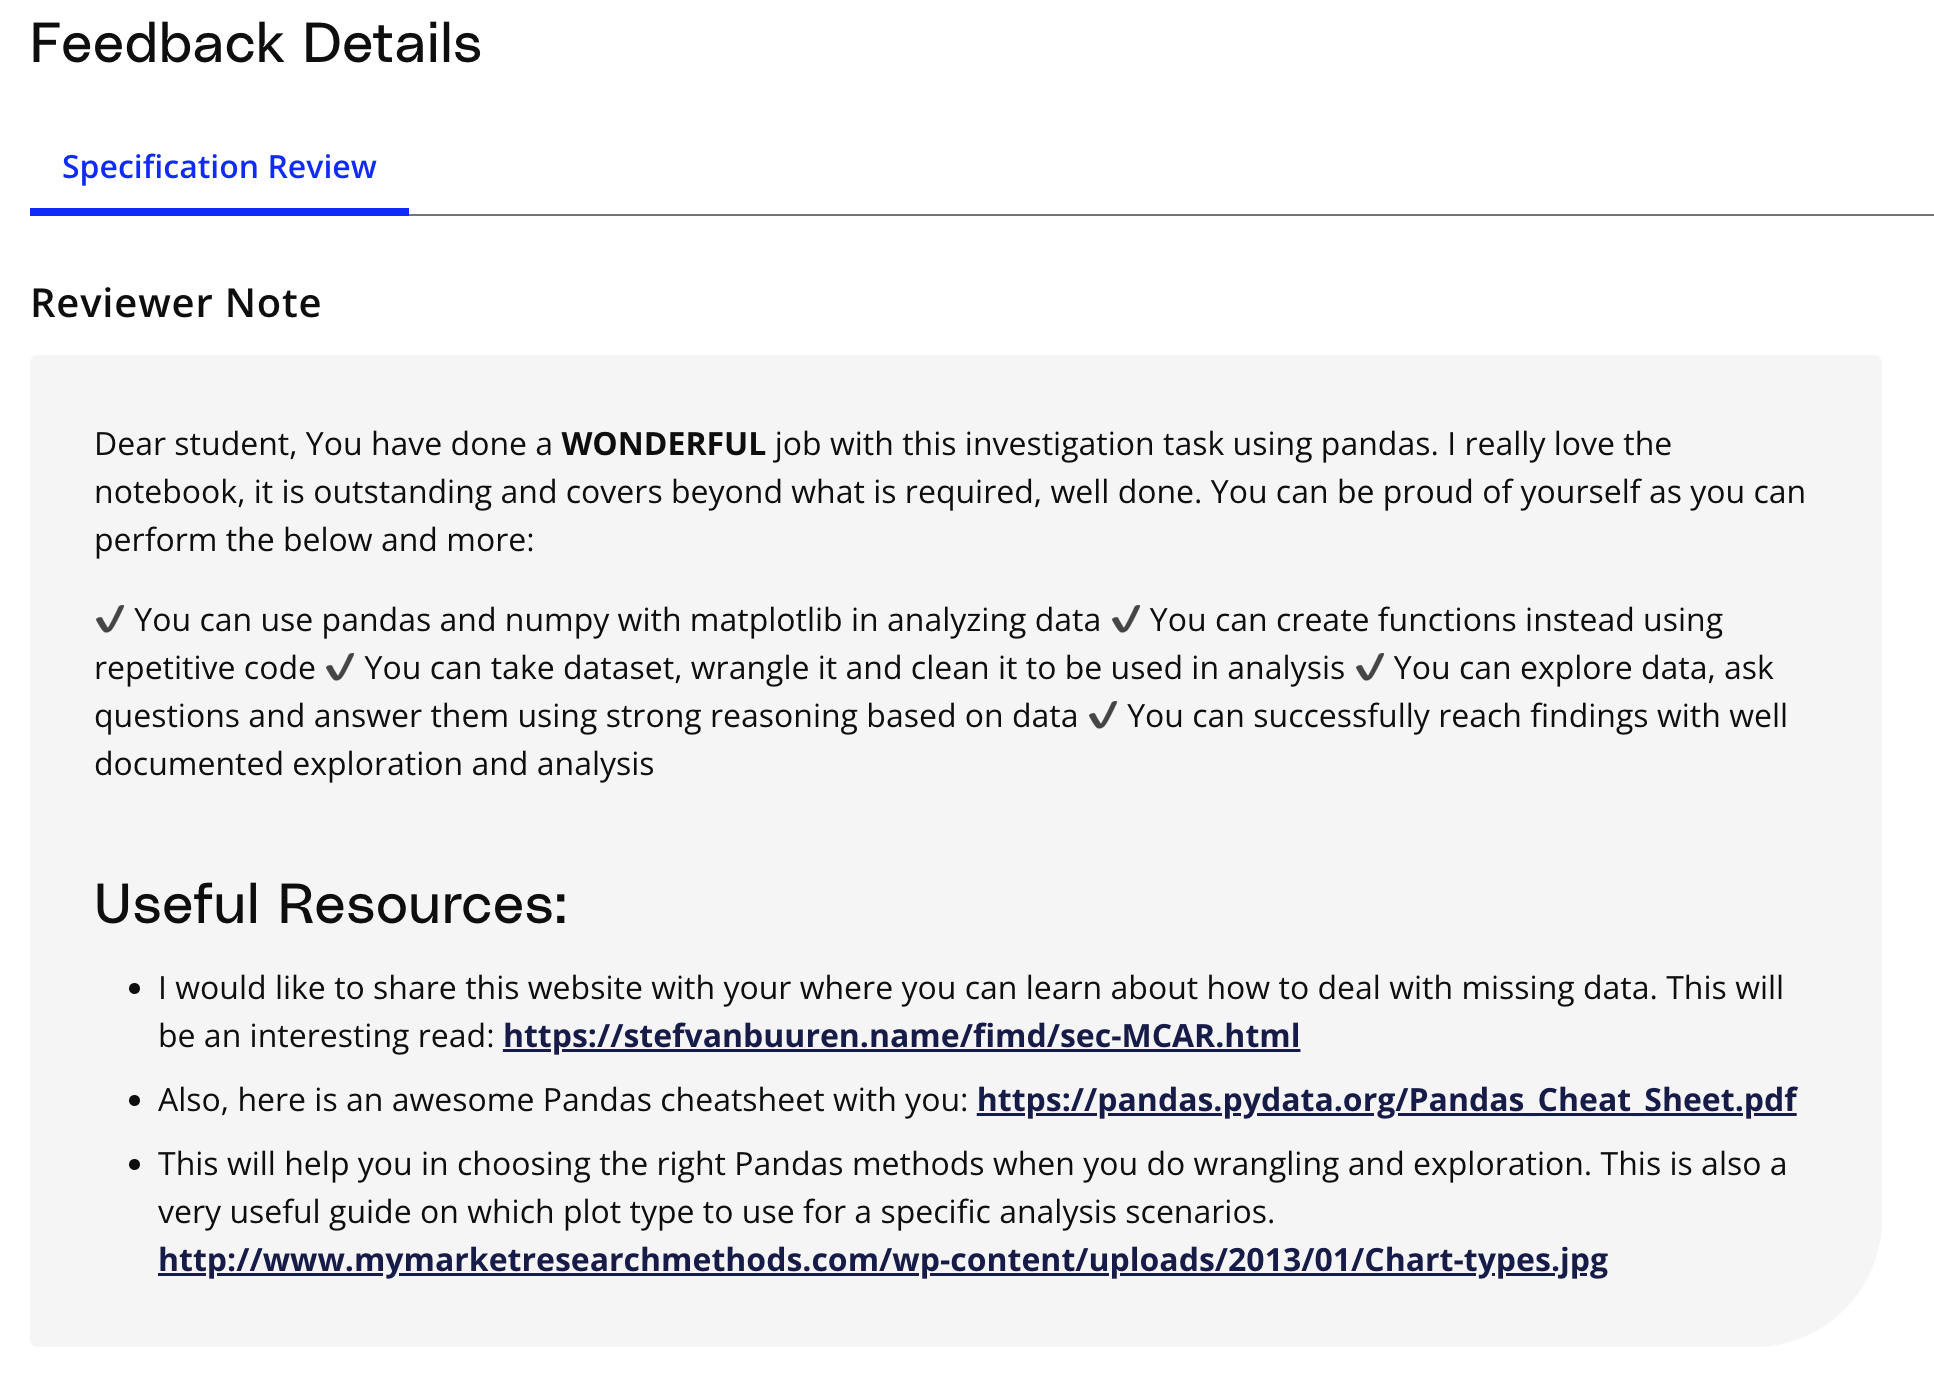 Feedback Details
Specification Review
Reviewer Note
Dear student, You have done a WONDERFUL job with this investigation task using pandas. I really love the
notebook, it is outstanding and covers beyond what is required, well done. You can be proud of yourself as you can
perform the below and more:
✔ You can use pandas and numpy with matplotlib in analyzing data ✔ You can create functions instead using
repetitive code ✔ You can take dataset, wrangle it and clean it to be used in analysis ✔ You can explore data, ask
questions and answer them using strong reasoning based on data ✔ You can successfully reach findings with well
documented exploration and analysis
Useful Resources:
• I would like to share this website with your where you can learn about how to deal with missing data. This will
be an interesting read: https://stefvanbuuren.name/fimd/sec-MCAR.html
• Also, here is an awesome Pandas cheatsheet with you: https://pandas.pydata.org/Pandas_Cheat_Sheet.pdf
• This will help you in choosing the right Pandas methods when you do wrangling and exploration. This is also a
very useful guide on which plot type to use for a specific analysis scenarios.
http://www.mymarketresearchmethods.com/wp-content/uploads/2013/01/Chart-types.jpg